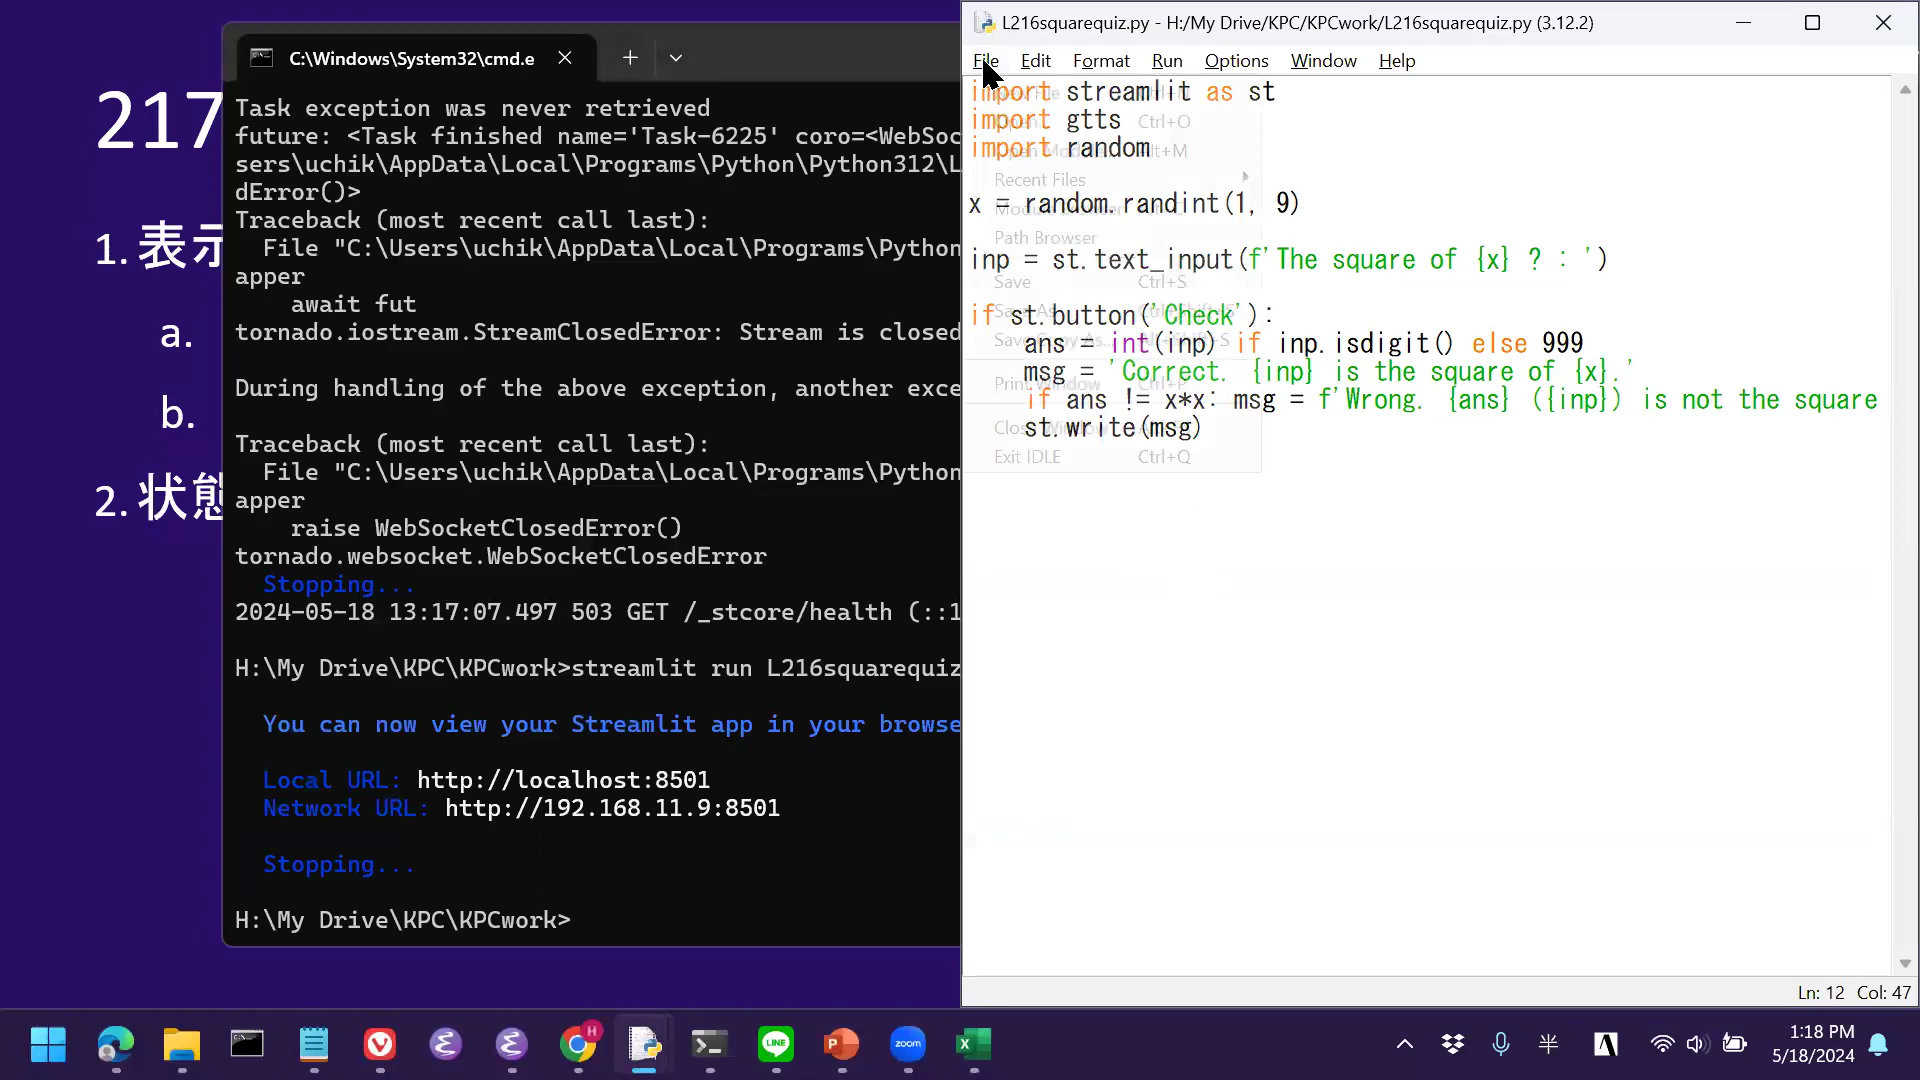 217
1. 表示
a.
b.
2. 状態
C:\Windows\System32\cmd.e
Task exception was never retrieved
future: <Task finished name='Task-6225' coro=<WebSoc
sers\uchik\AppData\Local\Programs\Python\Python312\L
dError()>
Traceback (most recent call last):
File "C:\Users\uchik\AppData\Local\Programs\Python
apper
await fut
tornado.iostream.StreamClosedError: Stream is closed
During handling of the above exception, another exce
Traceback (most recent call last):
File "C:\Users\uchik\AppData\Local\Programs\Python
apper
raise WebSocketClosedError()
tornado.websocket.WebSocketClosedError
Stopping...
2024-05-18 13:17:07.497 503 GET /_stcore/health (::1
H:\My Drive\KPC\KPCwork>streamlit run L216squarequiz
You can now view your Streamlit app in your browse
Local URL: http://localhost:8501
Network URL: http://192.168.11.9:8501
Stopping...
H:\My Drive\KPC\KPCwork>
L216squarequiz.py - H:/My Drive/KPC/KPCwork/L216squarequiz.py (3.12.2)
File Edit Format Run Options Window Help
import streamlit as st
import gtts
import random
x = random.randint(1, 9)
inp = st.text_input(f'The square of {x} ? : ')
if st.button('Check'):
ans = int(inp) if inp.isdigit() else 999
msg = 'Correct. {inp} is the square of {x}.'
if ans != x*x: msg = f'Wrong. {ans} ({inp}) is not the square
st.write(msg)
Ctrl+O
Alt+M
Recent Files
Path Browser
Save Ctrl+S
Print Window Ctrl+P
Exit IDLE Ctrl+Q
Ln: 12 Col: 47
H
LINE
zoom
半
A
1:18 PM
5/18/2024